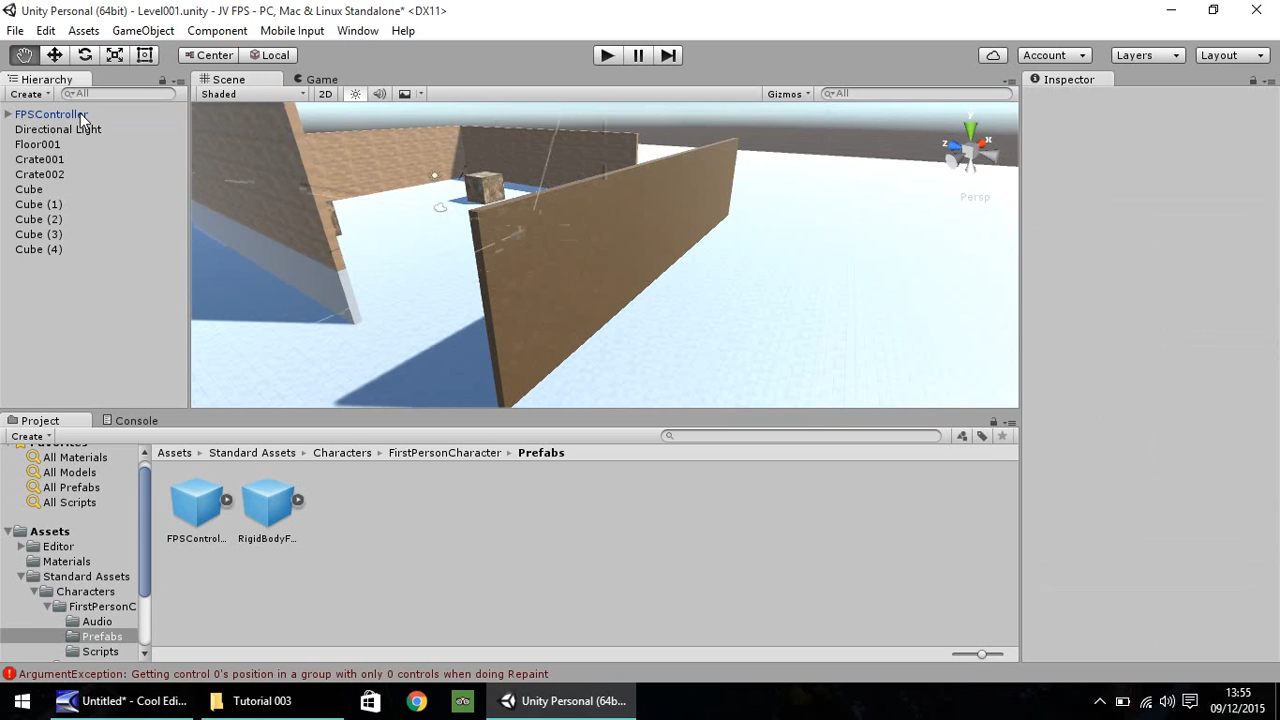 Unity Personal (64bit) - Level001.unity - JV FPS - PC, Mac & Linux Standalone* <DX11>
File Edit Assets GameObject Component Mobile Input Window Help
Center Local Account Layers Layout
Hierarchy Scene Game Inspector
Create All Shaded 2D Gizmos All
FPSController
Directional Light
Floor001
Crate001
Crate002
Cube
Cube (1)
Cube (2)
Cube (3)
Cube (4)
y
x
z
Persp
Project Console
Create
Favorites
All Materials
All Models
All Prefabs
All Scripts
Assets
Editor
Materials
Standard Assets
Characters
FirstPersonC
Audio
Prefabs
Scripts
Assets Standard Assets Characters FirstPersonCharacter Prefabs
FPSControl... RigidBodyF...
ArgumentException: Getting control 0's position in a group with only 0 controls when doing Repaint
Untitled* - Cool Edi... Tutorial 003 Unity Personal (64b...
13:55
09/12/2015